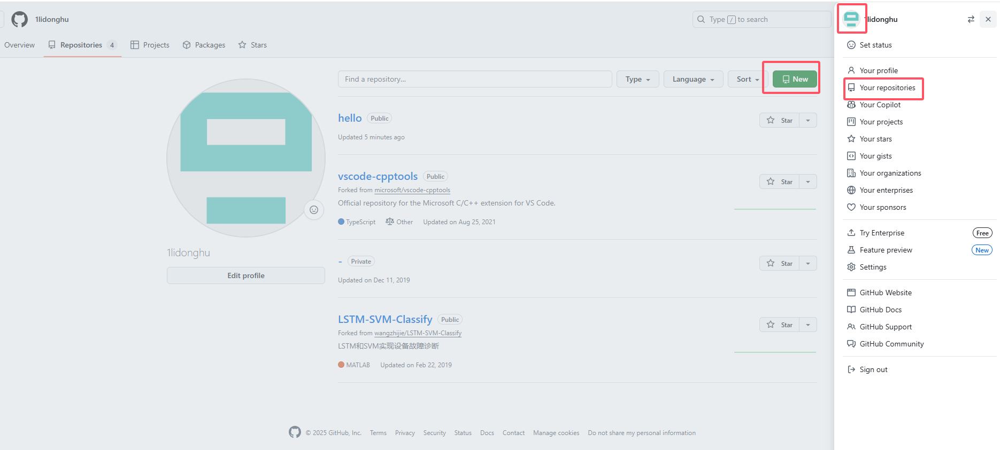 1lidonghu
Type / to search
Overview
Repositories 4
Projects
Packages
Stars
Find a repository...
Type
Language
Sort
New
1lidonghu
Edit profile
hello Public
Star
Updated 5 minutes ago
vscode-cpptools Public
Star
Forked from microsoft/vscode-cpptools
Official repository for the Microsoft C/C++ extension for VS Code.
TypeScript Other Updated on Aug 25, 2021
- Private
Star
Updated on Dec 11, 2019
LSTM-SVM-Classify Public
Star
Forked from wangzhijie/LSTM-SVM-Classify
LSTM和SVM实现设备故障诊断
MATLAB Updated on Feb 22, 2019
© 2025 GitHub, Inc. Terms Privacy Security Status Docs Contact Manage cookies Do not share my personal information
1lidonghu
Set status
Your profile
Your repositories
Your Copilot
Your projects
Your stars
Your gists
Your organizations
Your enterprises
Your sponsors
Try Enterprise Free
Feature preview New
Settings
GitHub Website
GitHub Docs
GitHub Support
GitHub Community
Sign out